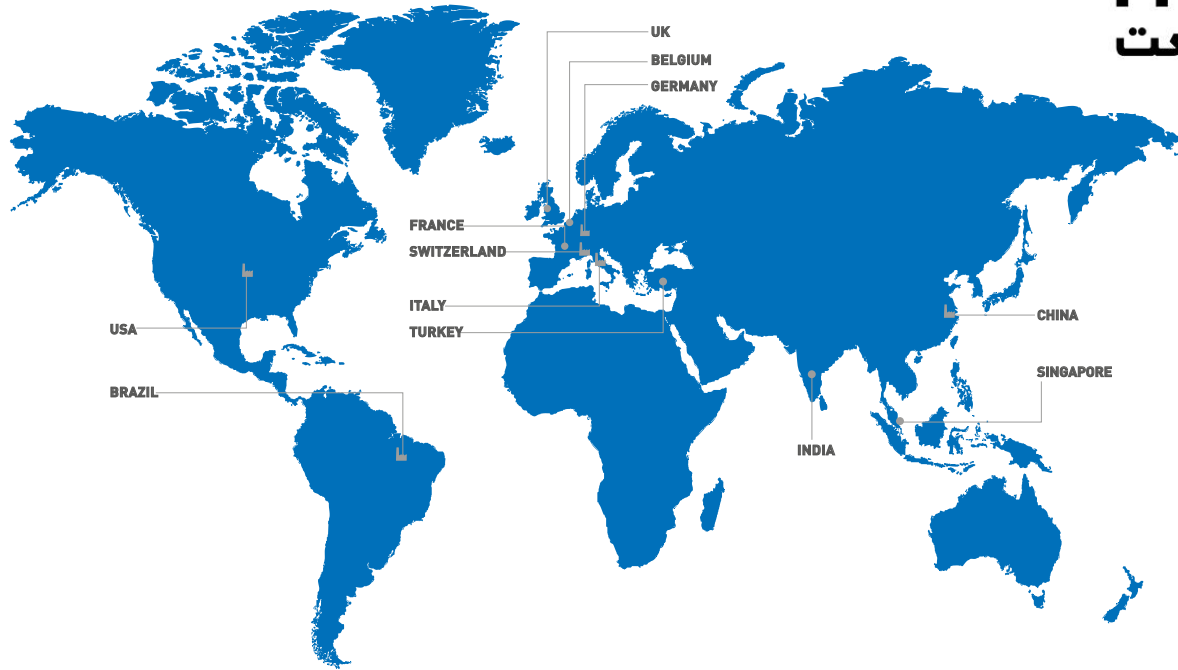 UK
BELGIUM
GERMANY
FRANCE
SWITZERLAND
ITALY
TURKEY
USA
BRAZIL
CHINA
SINGAPORE
INDIA